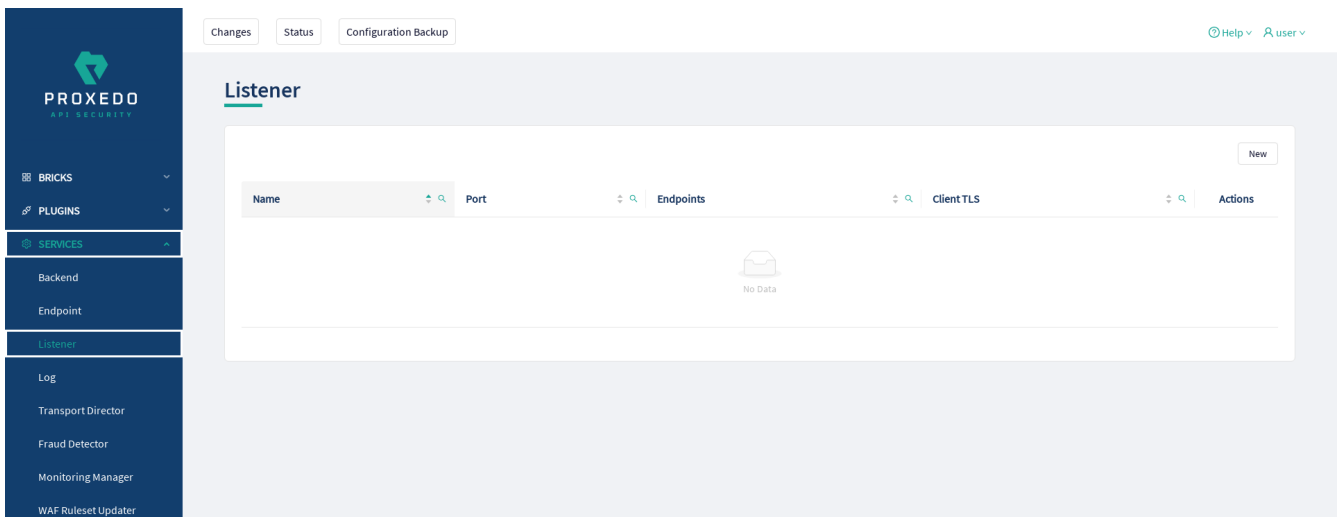 Changes Status Configuration Backup Help user
PROXEDO
API SECURITY
BRICKS
PLUGINS
SERVICES
Backend
Endpoint
Listener
Log
Transport Director
Fraud Detector
Monitoring Manager
WAF Ruleset Updater
Listener
New
Name Port Endpoints Client TLS Actions
No Data